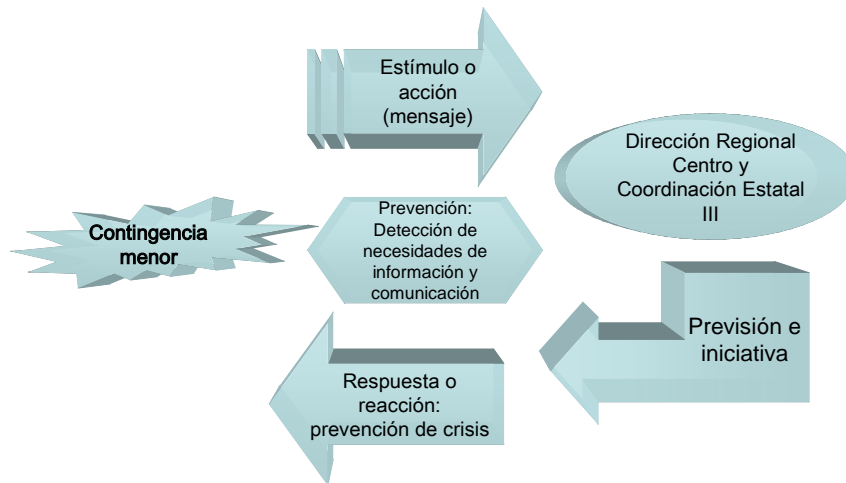 Estímulo o
acción
(mensaje)
Dirección Regional
Centro y
Coordinación Estatal
III
Contingencia
menor
Prevención:
Detección de
necesidades de
información y
comunicación
Previsión e
iniciativa
Respuesta o
reacción:
prevención de crisis